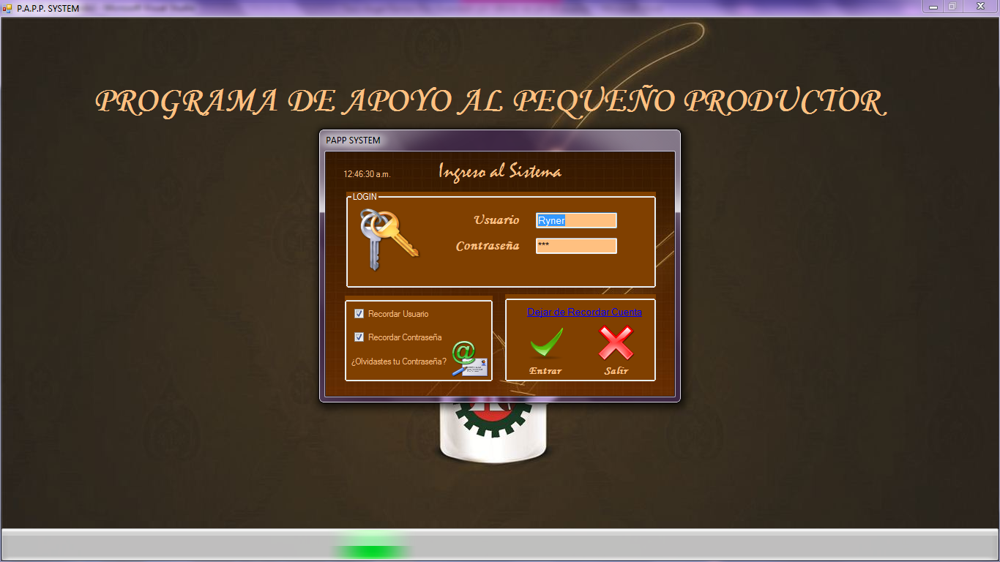 P.A.P.P. SYSTEM
PROGRAMA DE APOYO AL PEQUEÑO PRODUCTOR
PAPP SYSTEM
12:46:30 a.m.
Ingreso al Sistema
LOGIN
Usuario
Ryner
Contraseña
***
Recordar Usuario
Recordar Contraseña
¿Olvidastes tu Contraseña?
Dejar de Recordar Cuenta
Entrar
Salir